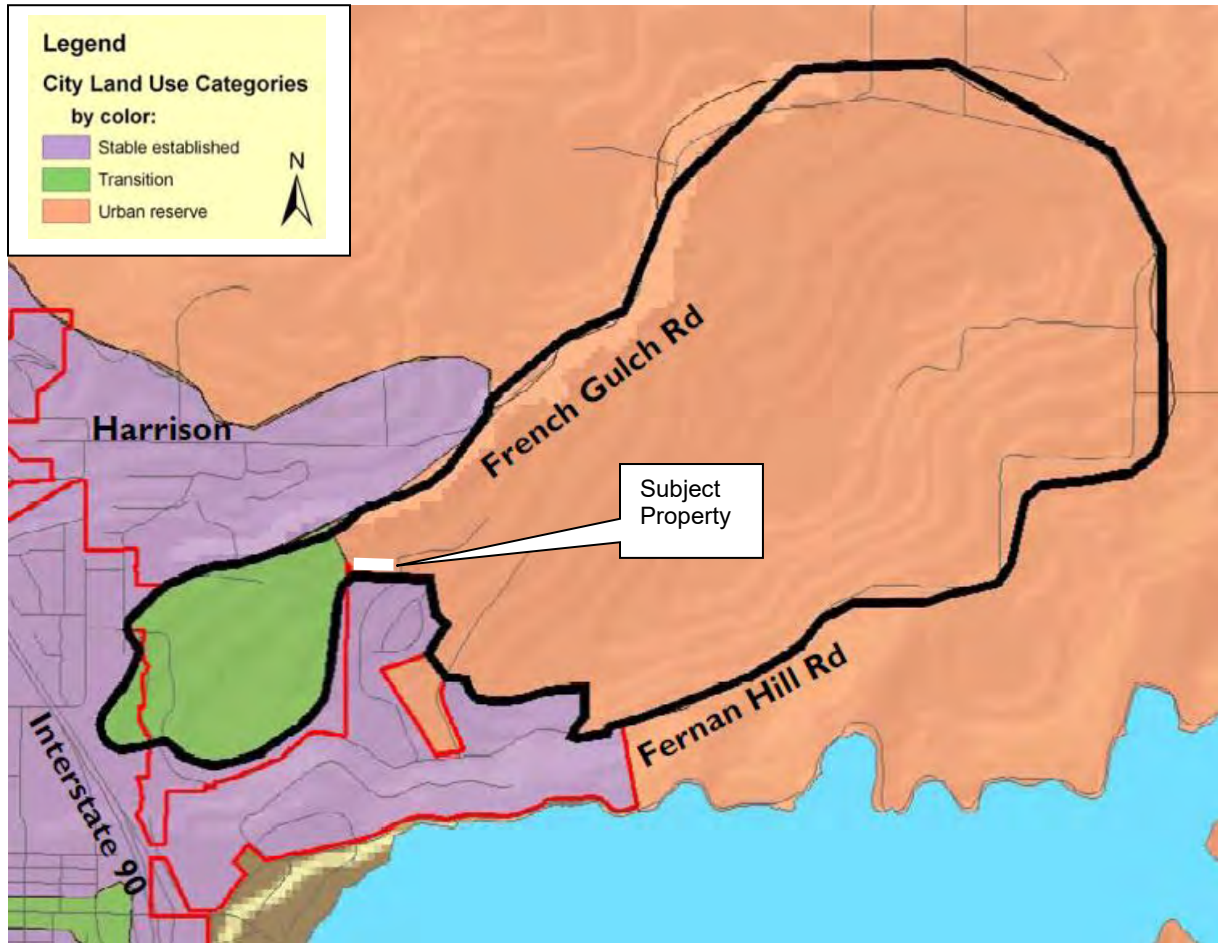 Legend
City Land Use Categories
by color:
Stable established
Transition
Urban reserve
N
Harrison
French Gulch Rd
Subject
Property
Fernan Hill Rd
Interstate 90